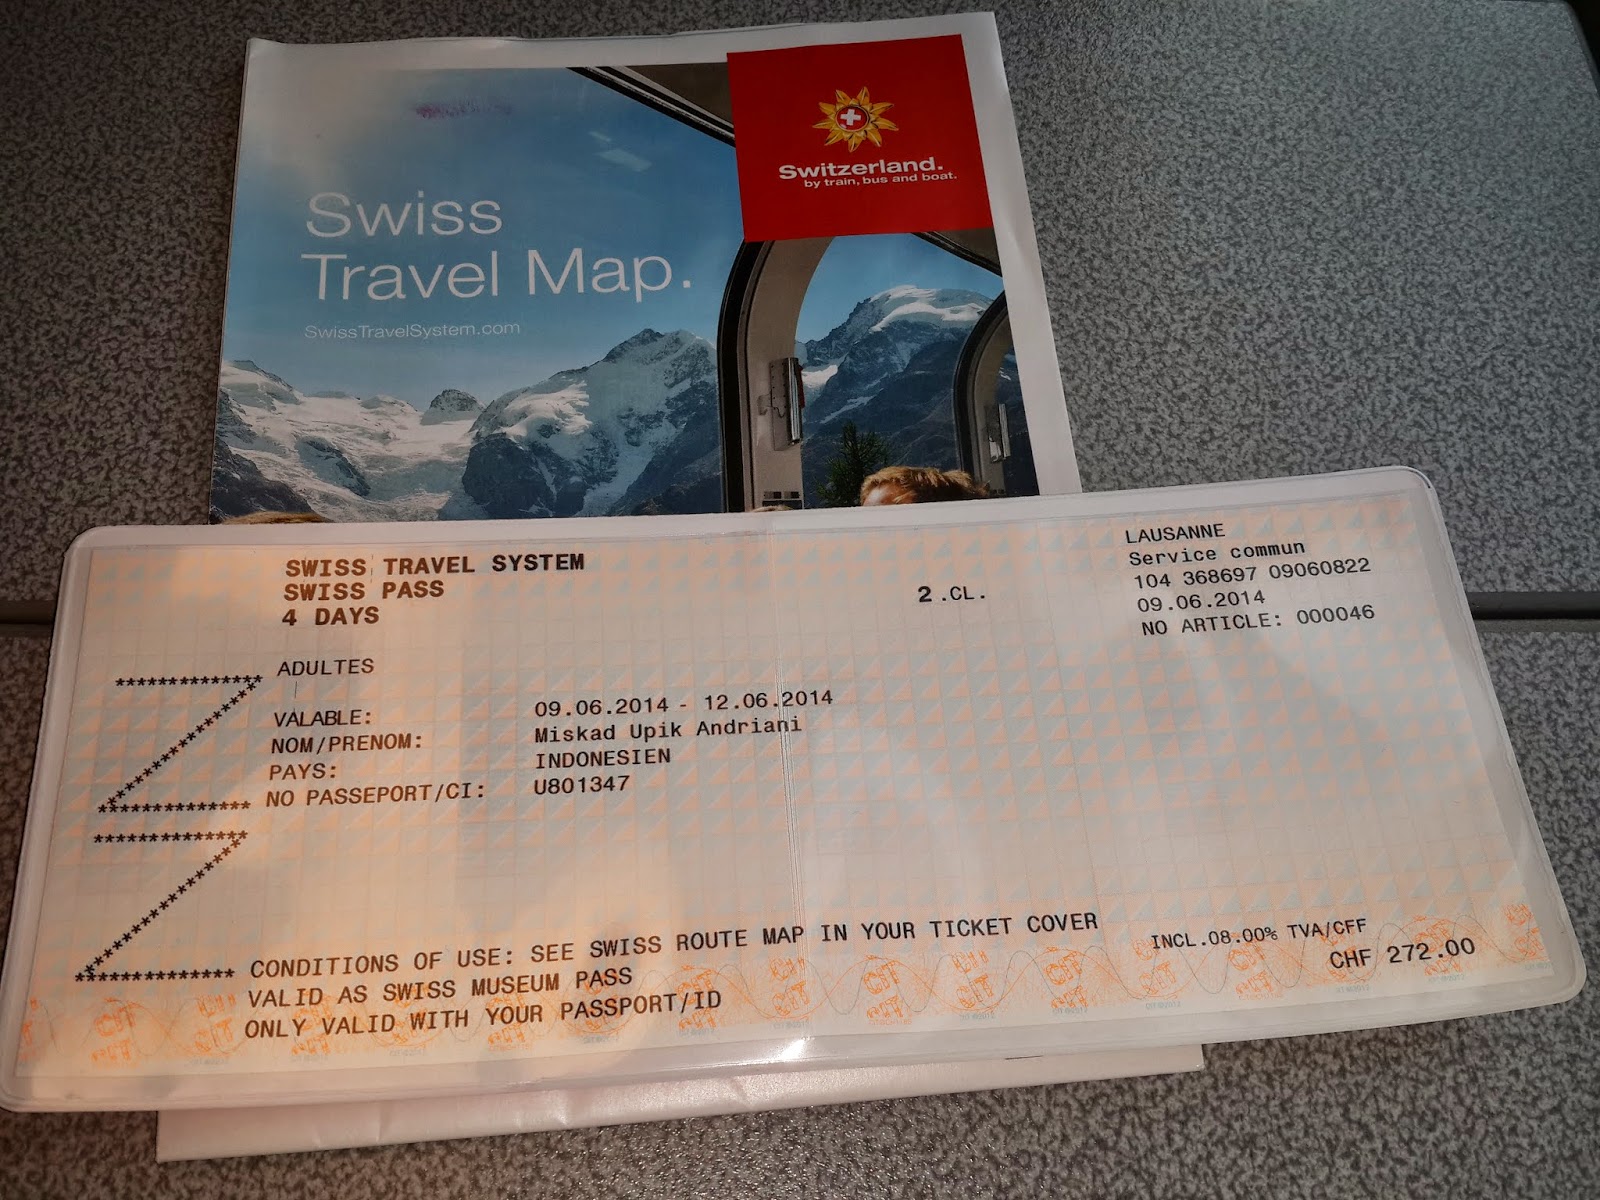 Switzerland.
by train, bus and boat.
Swiss
Travel Map.
SwissTravelSystem.com
SWISS TRAVEL SYSTEM
SWISS PASS
4 DAYS
2.CL.
LAUSANNE
Service commun
104 368697 09060822
09.06.2014
NO ARTICLE: 000046
**************
ADULTES
VALABLE: 09.06.2014 - 12.06.2014
NOM/PRENOM: Miskad Upik Andriani
PAYS: INDONESIEN
NO PASSEPORT/CI: U801347
CONDITIONS OF USE: SEE SWISS ROUTE MAP IN YOUR TICKET COVER
VALID AS SWISS MUSEUM PASS
ONLY VALID WITH YOUR PASSPORT/ID
INCL.08.00% TVA/CFF
CHF 272.00